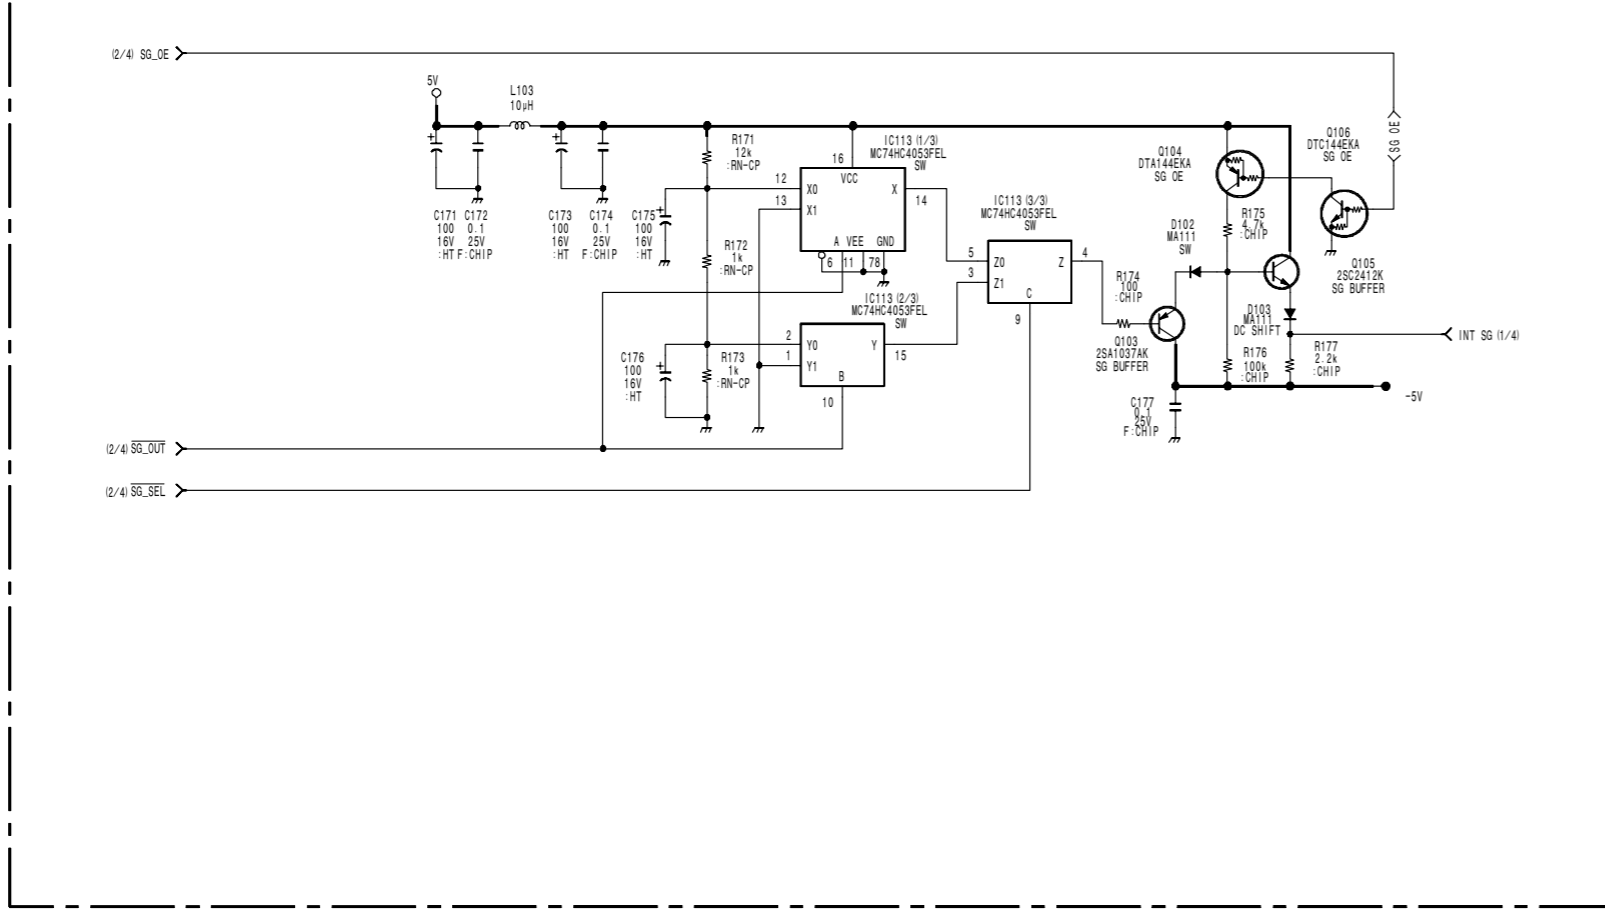 (2/4) SG_OE
5V
L103
10μH
C171
100
16V
:HT
C172
0.1
25V
F:CHIP
C173
100
16V
:HT
C174
0.1
25V
F:CHIP
C175
100
16V
:HT
R171
12k
:RN-CP
R172
1k
:RN-CP
C176
100
16V
:HT
R173
1k
:RN-CP
IC113 (1/3)
MC74HC4053FEL
SW
16
VCC
12
X0
13
X1
X
14
A VEE GND
6 11 7 8
IC113 (2/3)
MC74HC4053FEL
SW
2
Y0
1
Y1
Y
15
B
10
IC113 (3/3)
MC74HC4053FEL
SW
5
Z0
3
Z1
Z
4
C
9
R174
100
:CHIP
Q103
2SA1037AK
SG BUFFER
D102
MA111
SW
Q104
DTA144EKA
SG OE
R175
4.7k
:CHIP
Q106
DTC144EKA
SG OE
SG OE
Q105
2SC2412K
SG BUFFER
D103
MA111
DC SHIFT
INT SG (1/4)
R176
100k
:CHIP
R177
2.2k
:CHIP
-5V
C177
0.1
25V
F:CHIP
(2/4) SG_OUT
(2/4) SG_SEL